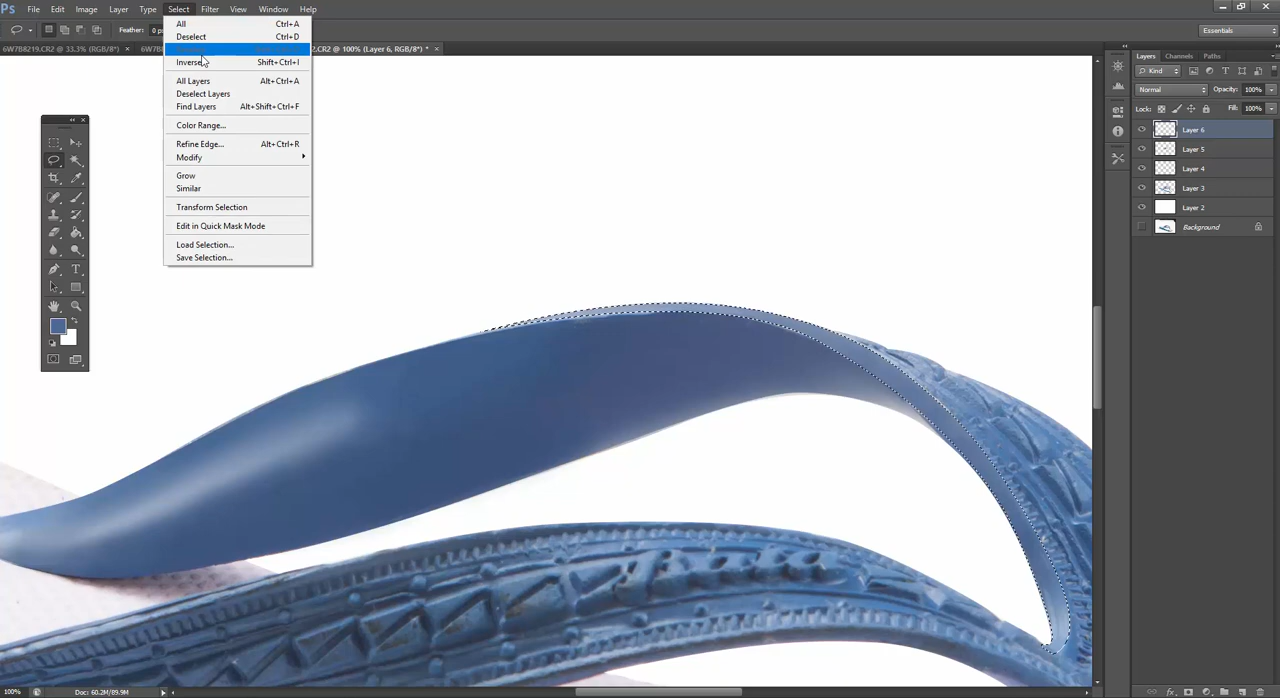 Ps File Edit Image Layer Type Select Filter View Window Help
Feather: 0 p
Essentials
6W7B8219.CR2 @ 33.3% (RGB/8*) × 6W7B 2.CR2 @ 100% (Layer 6, RGB/8*) * ×
All Ctrl+A
Deselect Ctrl+D
Inverse Shift+Ctrl+I
All Layers Alt+Ctrl+A
Deselect Layers
Find Layers Alt+Shift+Ctrl+F
Color Range...
Refine Edge... Alt+Ctrl+R
Modify
Grow
Similar
Transform Selection
Edit in Quick Mask Mode
Load Selection...
Save Selection...
Layers Channels Paths
Kind
Normal Opacity: 100%
Lock: Fill: 100%
Layer 6
Layer 5
Layer 4
Layer 3
Layer 2
Background
100% Doc: 60.2M/89.9M